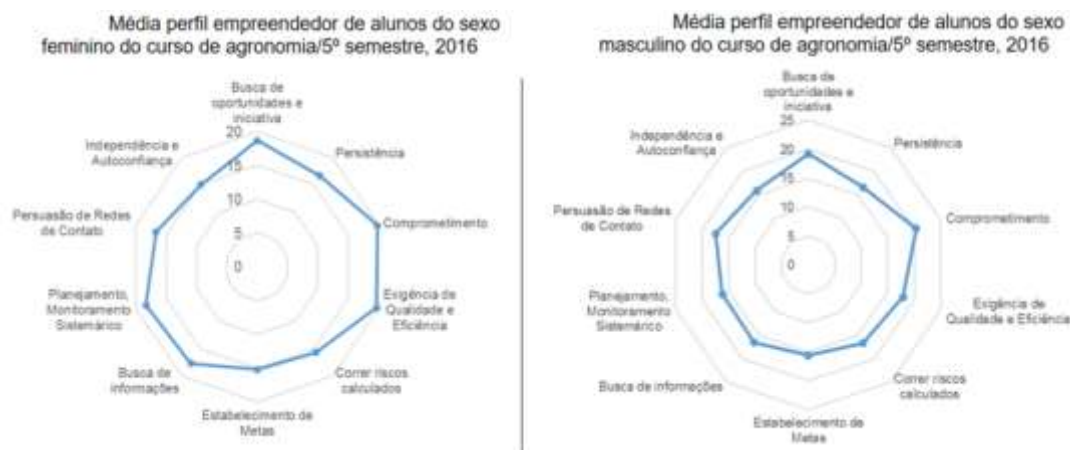 Média perfil empreendedor de alunos do sexo
feminino do curso de agronomia/5º semestre, 2016
Busca de
oportunidades e
iniciativa
Persistência
Comprometimento
Exigência de
Qualidade e
Eficiência
Correr riscos
calculados
Estabelecimento de
Metas
Busca de
informações
Planejamento,
Monitoramento
Sistemárico
Persuasão de Redes
de Contato
Independência e
Autoconfiança
20
15
10
5
0
Média perfil empreendedor de alunos do sexo
masculino do curso de agronomia/5º semestre, 2016
Busca de
oportunidades e
iniciativa
Persistência
Comprometimento
Exigência de
Qualidade e Eficiência
Correr riscos
calculados
Estabelecimento de
Metas
Busca de informações
Planejamento,
Monitoramento
Sistemárico
Persuasão de Redes
de Contato
Independência e
Autoconfiança
25
20
15
10
5
0